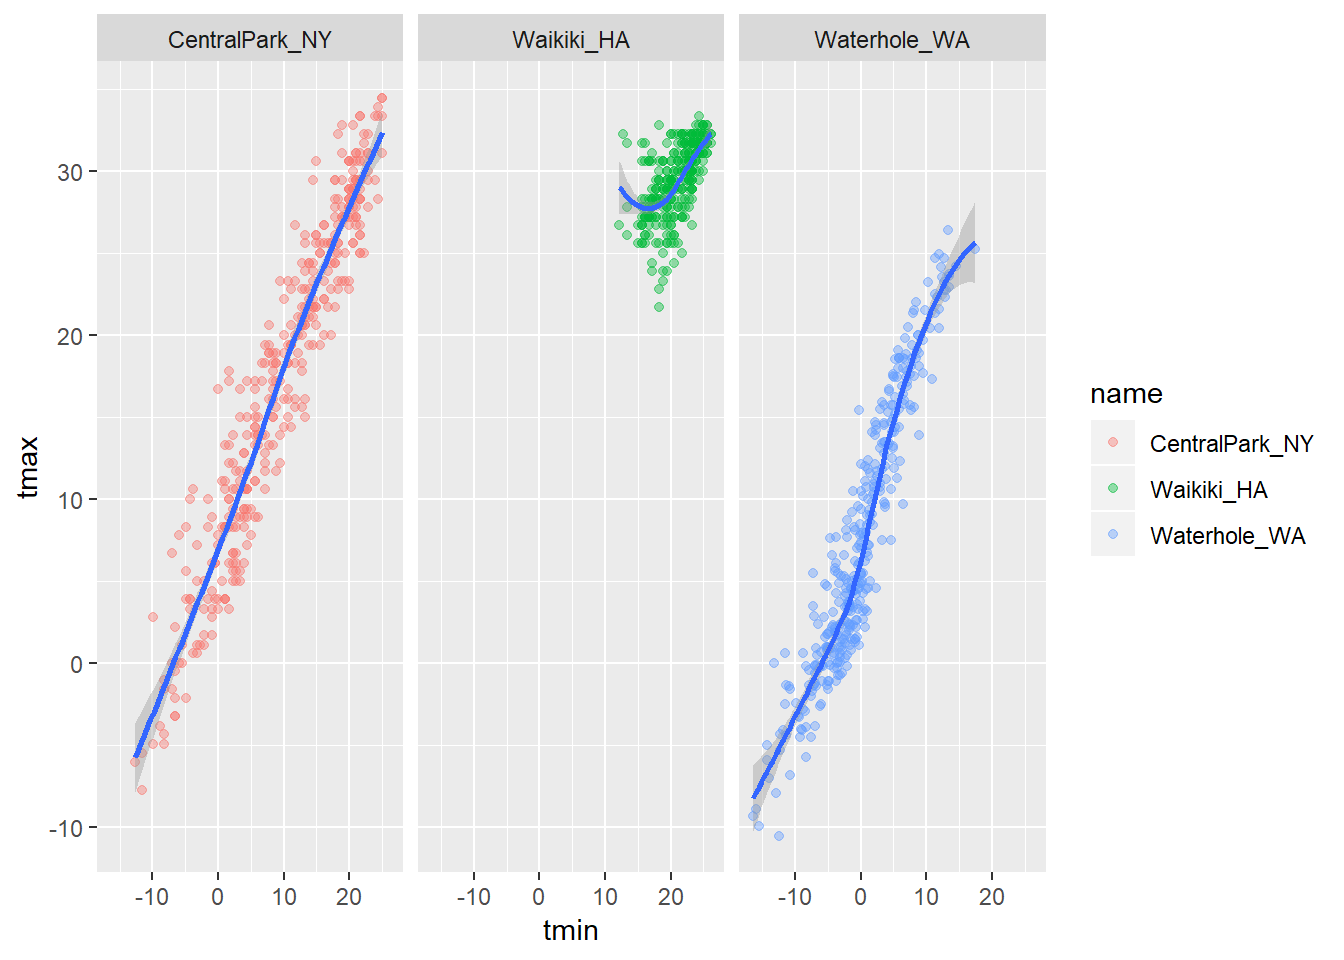 CentralPark_NY Waikiki_HA Waterhole_WA
30
20
10
0
-10
tmax
-10 0 10 20 -10 0 10 20 -10 0 10 20
tmin
name
CentralPark_NY
Waikiki_HA
Waterhole_WA